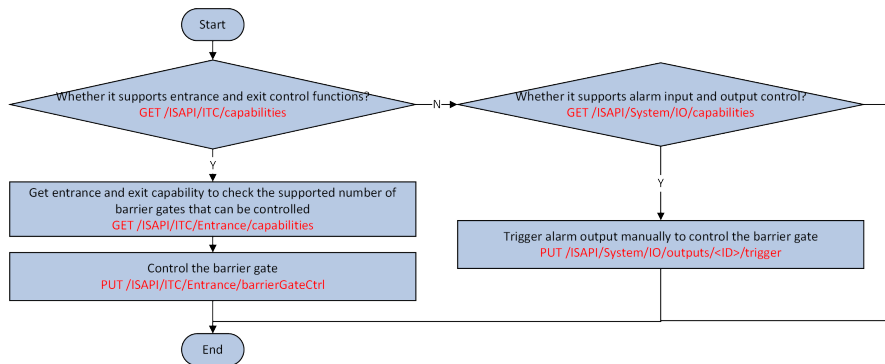 Start
Whether it supports entrance and exit control functions?
GET /ISAPI/ITC/capabilities
N
Whether it supports alarm input and output control?
GET /ISAPI/System/IO/capabilities
Y
Y
Get entrance and exit capability to check the supported number of
barrier gates that can be controlled
GET /ISAPI/ITC/Entrance/capabilities
Trigger alarm output manually to control the barrier gate
PUT /ISAPI/System/IO/outputs/<ID>/trigger
Control the barrier gate
PUT /ISAPI/ITC/Entrance/barrierGateCtrl
End